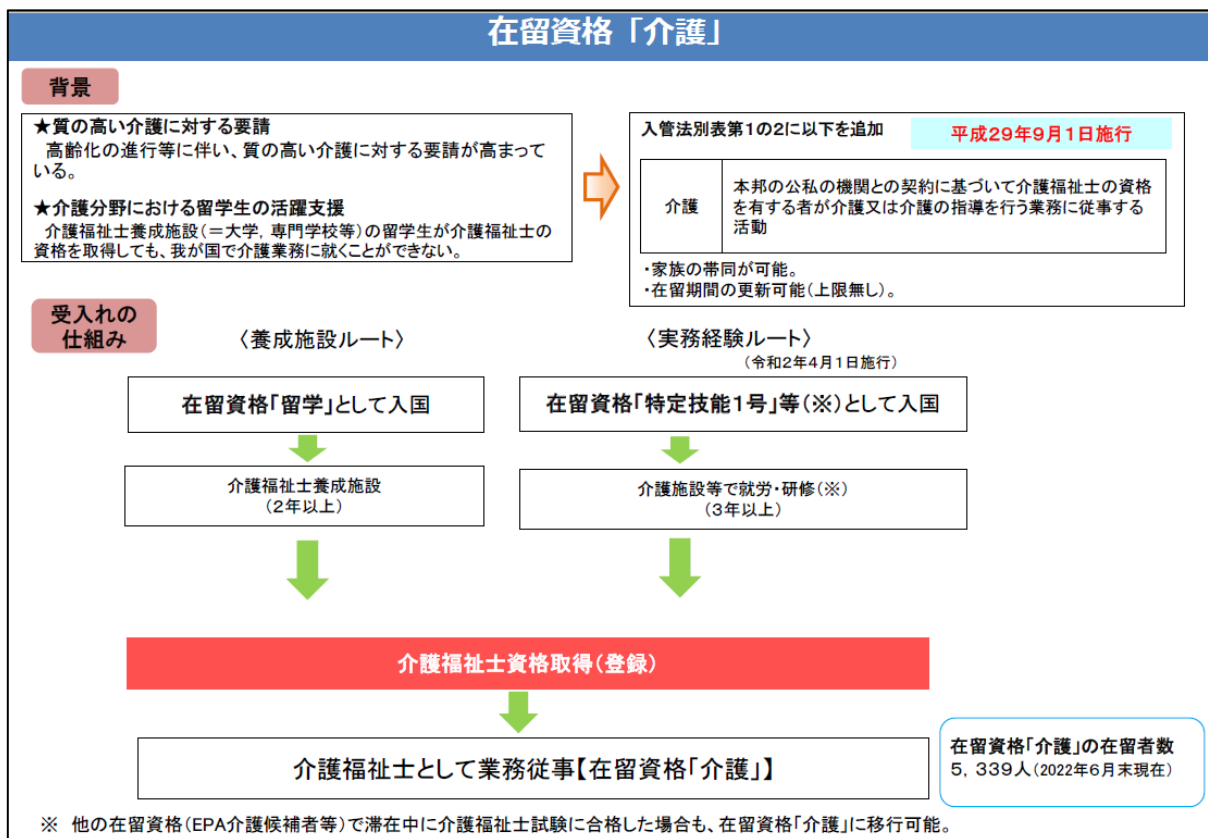 在留資格「介護」
背景
★質の高い介護に対する要請
高齢化の進行等に伴い、質の高い介護に対する要請が高まって
いる。
★介護分野における留学生の活躍支援
介護福祉士養成施設(=大学, 専門学校等)の留学生が介護福祉士の
資格を取得しても、我が国で介護業務に就くことができない。
入管法別表第1の2に以下を追加
平成29年9月1日施行
介護
本邦の公私の機関との契約に基づいて介護福祉士の資格
を有する者が介護又は介護の指導を行う業務に従事する
活動
・家族の帯同が可能。
・在留期間の更新可能(上限無し)。
受入れの
仕組み
〈養成施設ルート〉
〈実務経験ルート〉
(令和2年4月1日施行)
在留資格「留学」として入国
在留資格「特定技能1号」等(※)として入国
介護福祉士養成施設
(2年以上)
介護施設等で就労・研修(※)
(3年以上)
介護福祉士資格取得(登録)
介護福祉士として業務従事【在留資格「介護」】
在留資格「介護」の在留者数
5,339人(2022年6月末現在)
※ 他の在留資格(EPA介護候補者等)で滞在中に介護福祉士試験に合格した場合も、在留資格「介護」に移行可能。